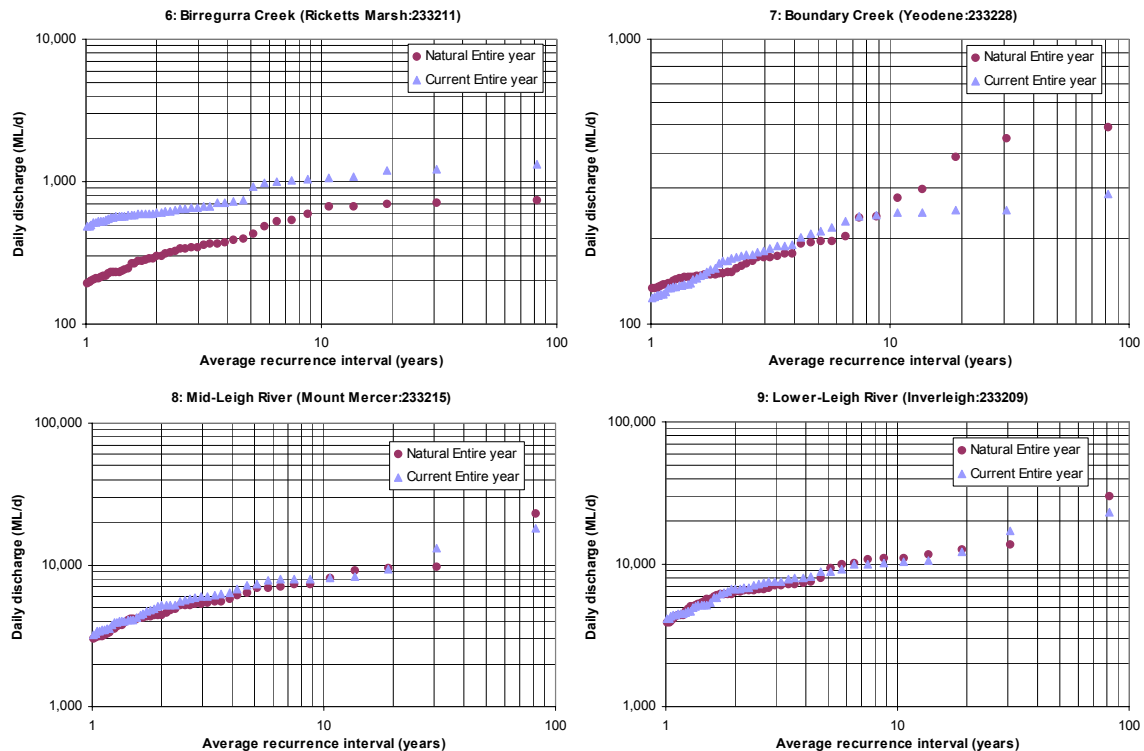 6: Birregurra Creek (Ricketts Marsh:233211)
10,000
1,000
100
Daily discharge (ML/d)
Natural Entire year
Current Entire year
1
10
100
Average recurrence interval (years)
7: Boundary Creek (Yeodene:233228)
1,000
100
Daily discharge (ML/d)
Natural Entire year
Current Entire year
1
10
100
Average recurrence interval (years)
8: Mid-Leigh River (Mount Mercer:233215)
100,000
10,000
1,000
Daily discharge (ML/d)
Natural Entire year
Current Entire year
1
10
100
Average recurrence interval (years)
9: Lower-Leigh River (Inverleigh:233209)
100,000
10,000
1,000
Daily discharge (ML/d)
Natural Entire year
Current Entire year
1
10
100
Average recurrence interval (years)